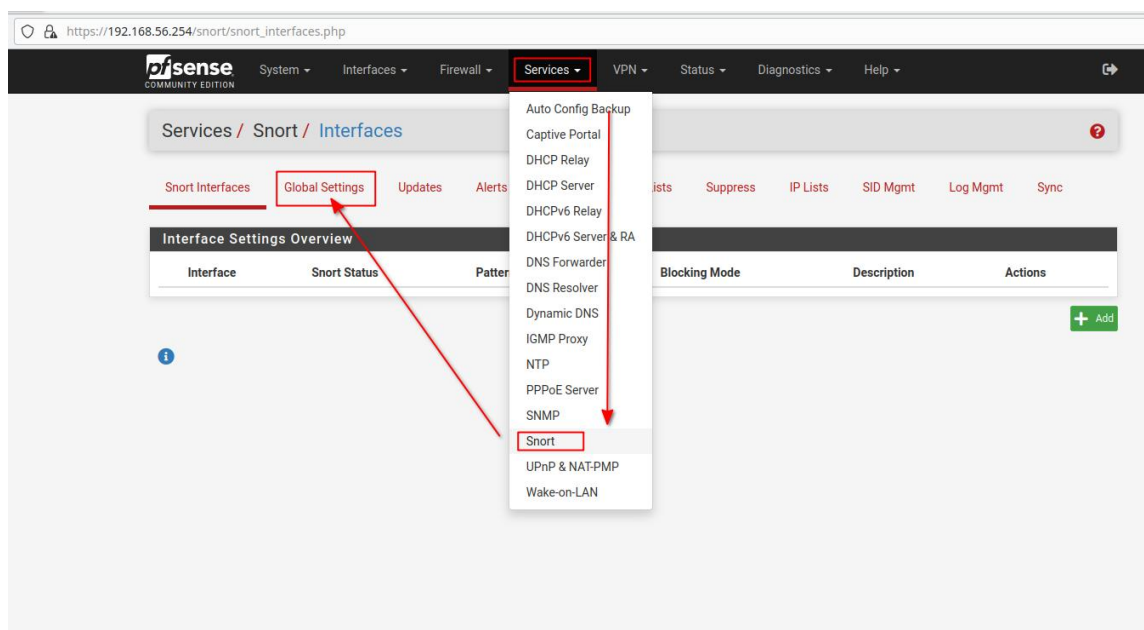 https://192.168.56.254/snort/snort_interfaces.php
pfsense COMMUNITY EDITION System Interfaces Firewall Services VPN Status Diagnostics Help
Services / Snort / Interfaces
Snort Interfaces Global Settings Updates Alerts Suppress IP Lists SID Mgmt Log Mgmt Sync
Interface Settings Overview
Interface Snort Status Blocking Mode Description Actions
Add
Auto Config Backup
Captive Portal
DHCP Relay
DHCP Server
DHCPv6 Relay
DHCPv6 Server & RA
DNS Forwarder
DNS Resolver
Dynamic DNS
IGMP Proxy
NTP
PPPoE Server
SNMP
Snort
UPnP & NAT-PMP
Wake-on-LAN